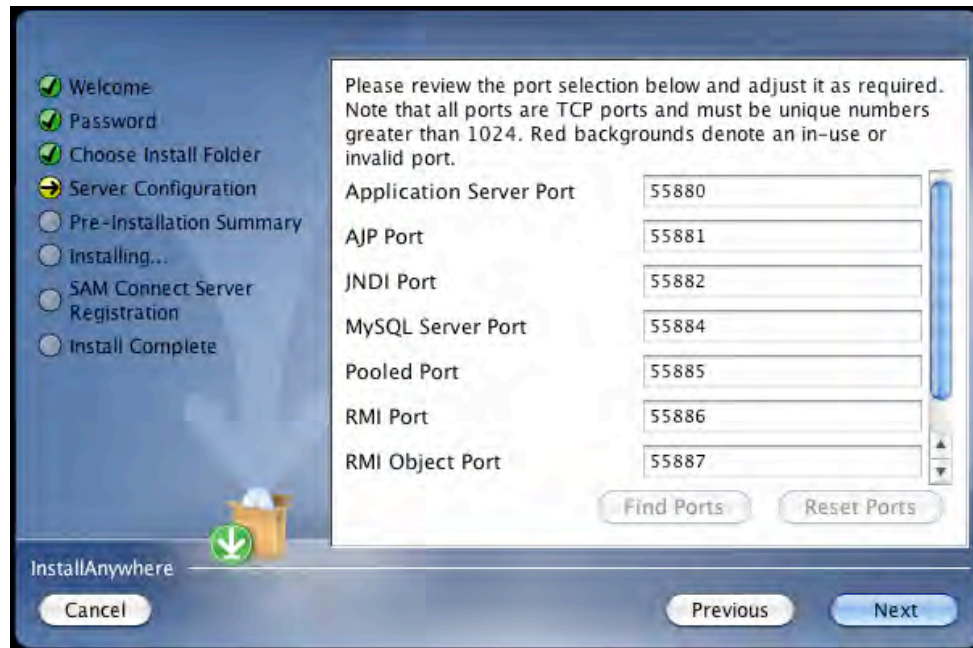 Welcome
Password
Choose Install Folder
Server Configuration
Pre-Installation Summary
Installing...
SAM Connect Server
Registration
Install Complete
Please review the port selection below and adjust it as required.
Note that all ports are TCP ports and must be unique numbers
greater than 1024. Red backgrounds denote an in-use or
invalid port.
Application Server Port 55880
AJP Port 55881
JNDI Port 55882
MySQL Server Port 55884
Pooled Port 55885
RMI Port 55886
RMI Object Port 55887
Find Ports Reset Ports
InstallAnywhere
Cancel Previous Next